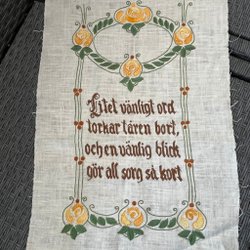 Litet vänligt ord
torkar tåren bort,
och en vänlig blick
gör all sorg så kort